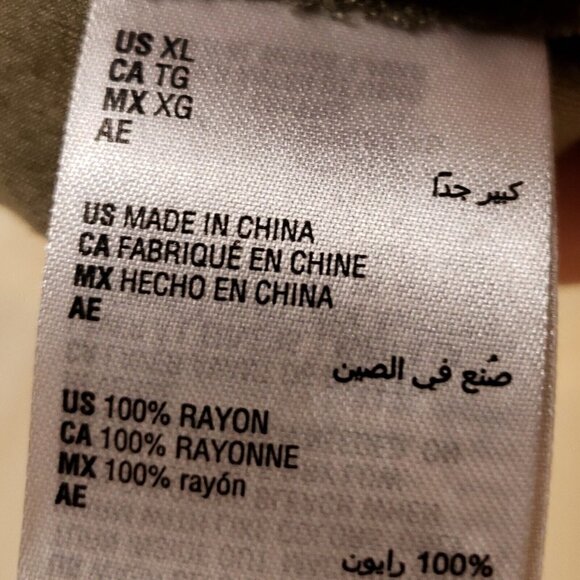 US XL
CA TG
MX XG
AE
كبير جدًا
US MADE IN CHINA
CA FABRIQUÉ EN CHINE
MX HECHO EN CHINA
AE
صُنع في الصين
US 100% RAYON
CA 100% RAYONNE
MX 100% rayón
AE
100% رايون